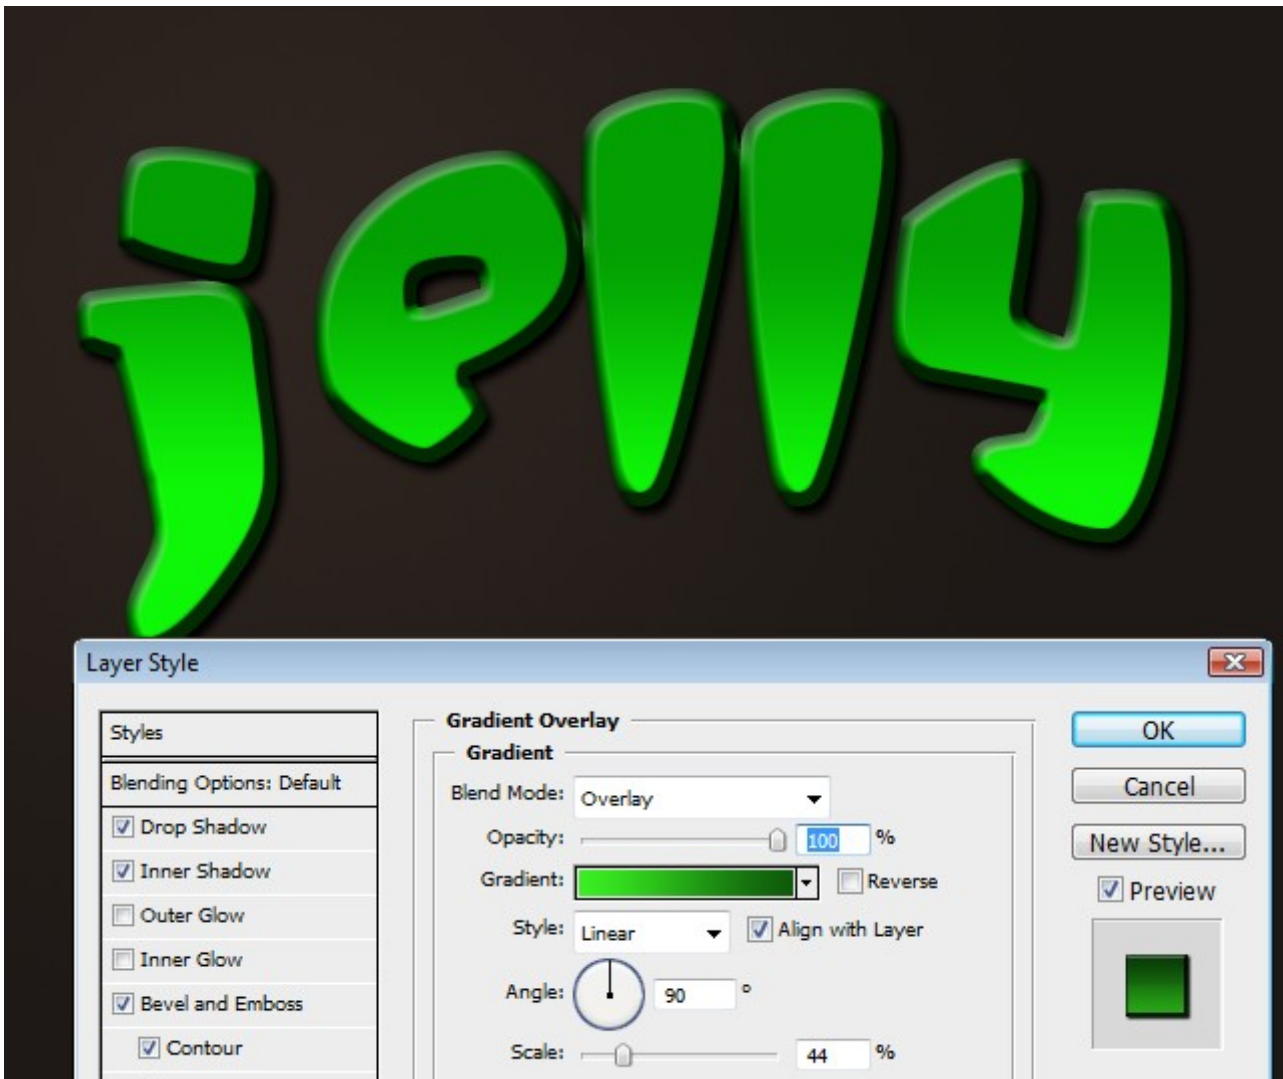 jelly
Layer Style
Styles
Blending Options: Default
Drop Shadow
Inner Shadow
Outer Glow
Inner Glow
Bevel and Emboss
Contour
Gradient Overlay
Gradient
Blend Mode: Overlay
Opacity: 100 %
Gradient: Reverse
Style: Linear Align with Layer
Angle: 90 °
Scale: 44 %
OK
Cancel
New Style...
Preview